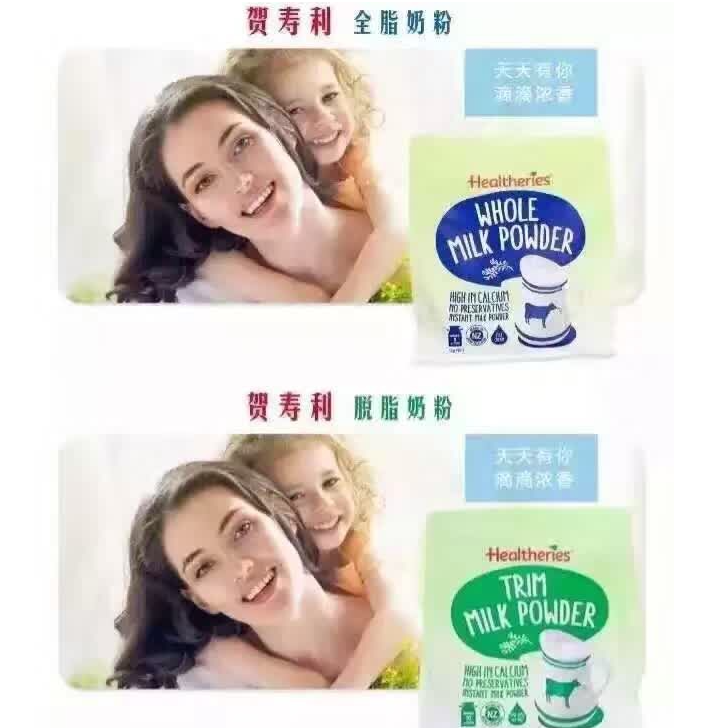 贺寿利 全脂奶粉
天天有你
滴滴浓香
Healtheries
WHOLE
MILK POWDER
HIGH IN CALCIUM
NO PRESERVATIVES
INSTANT MILK POWDER
NZ
贺寿利 脱脂奶粉
天天有你
滴滴浓香
Healtheries
TRIM
MILK POWDER
HIGH IN CALCIUM
NO PRESERVATIVES
INSTANT MILK POWDER
NZ